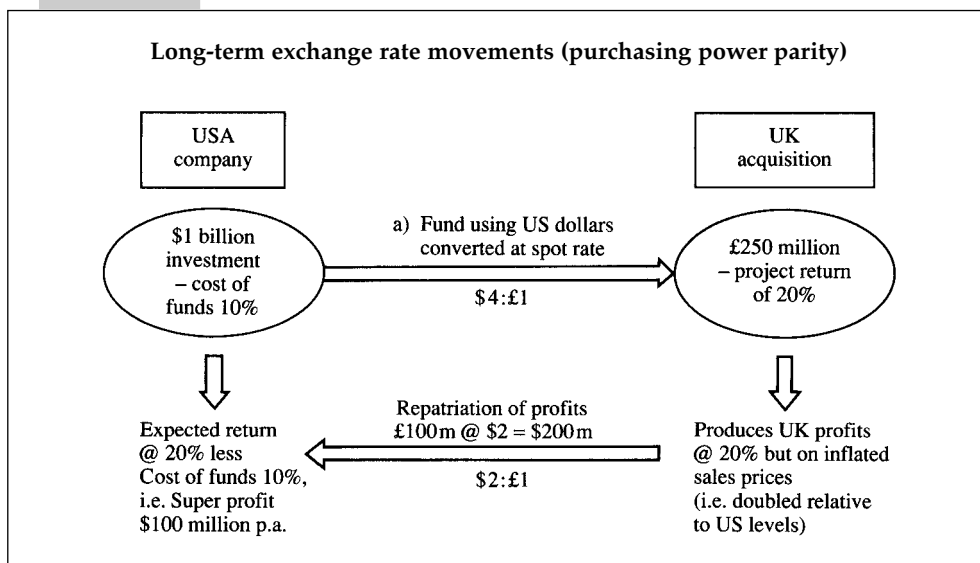 Long-term exchange rate movements (purchasing power parity)
USA
company
UK
acquisition
$1 billion
investment
– cost of
funds 10%
a) Fund using US dollars
converted at spot rate
$4:£1
£250 million
– project return
of 20%
Expected return
@ 20% less
Cost of funds 10%,
i.e. Super profit
$100 million p.a.
Repatriation of profits
£100m @ $2 = $200m
$2:£1
Produces UK profits
@ 20% but on inflated
sales prices
(i.e. doubled relative
to US levels)